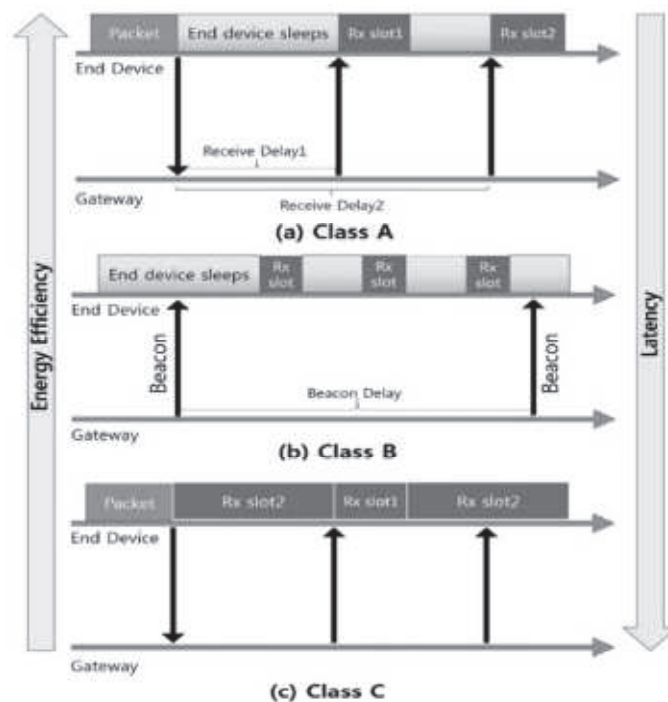 Packet End device sleeps Rx slot1 Rx slot2
End Device
Receive Delay1
Gateway
Receive Delay2
(a) Class A
End device sleeps Rx slot Rx slot Rx slot
End Device
Beacon
Beacon
Beacon Delay
Gateway
(b) Class B
Packet Rx slot2 Rx slot1 Rx slot2
End Device
Gateway
(c) Class C
Energy Efficiency
Latency